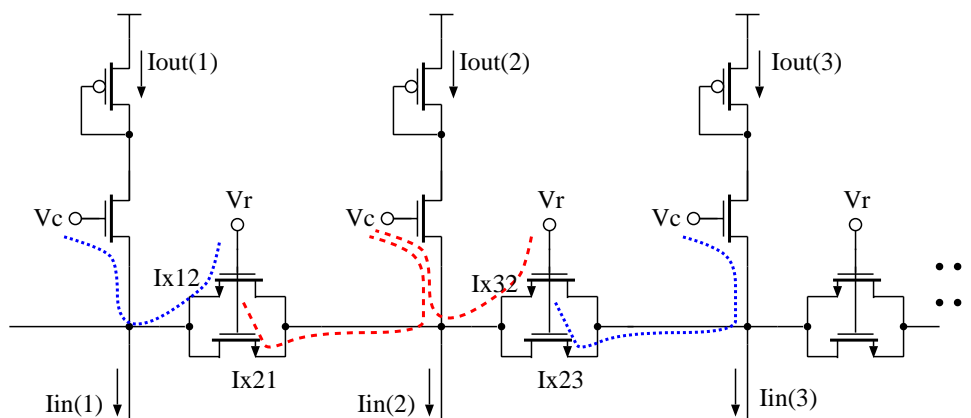 Iout(1)
Iout(2)
Iout(3)
Vc
Vr
Vc
Vr
Vc
Vr
Ix12
Ix32
Ix21
Ix23
Iin(1)
Iin(2)
Iin(3)